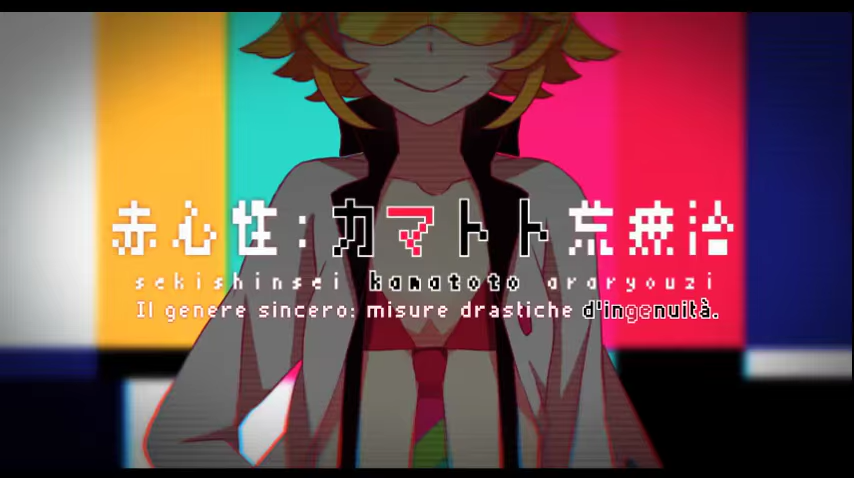 赤心性:カマトト荒療治
sekishinsei kamatoto araryouzi
Il genere sincero: misure drastiche d'ingenuità.